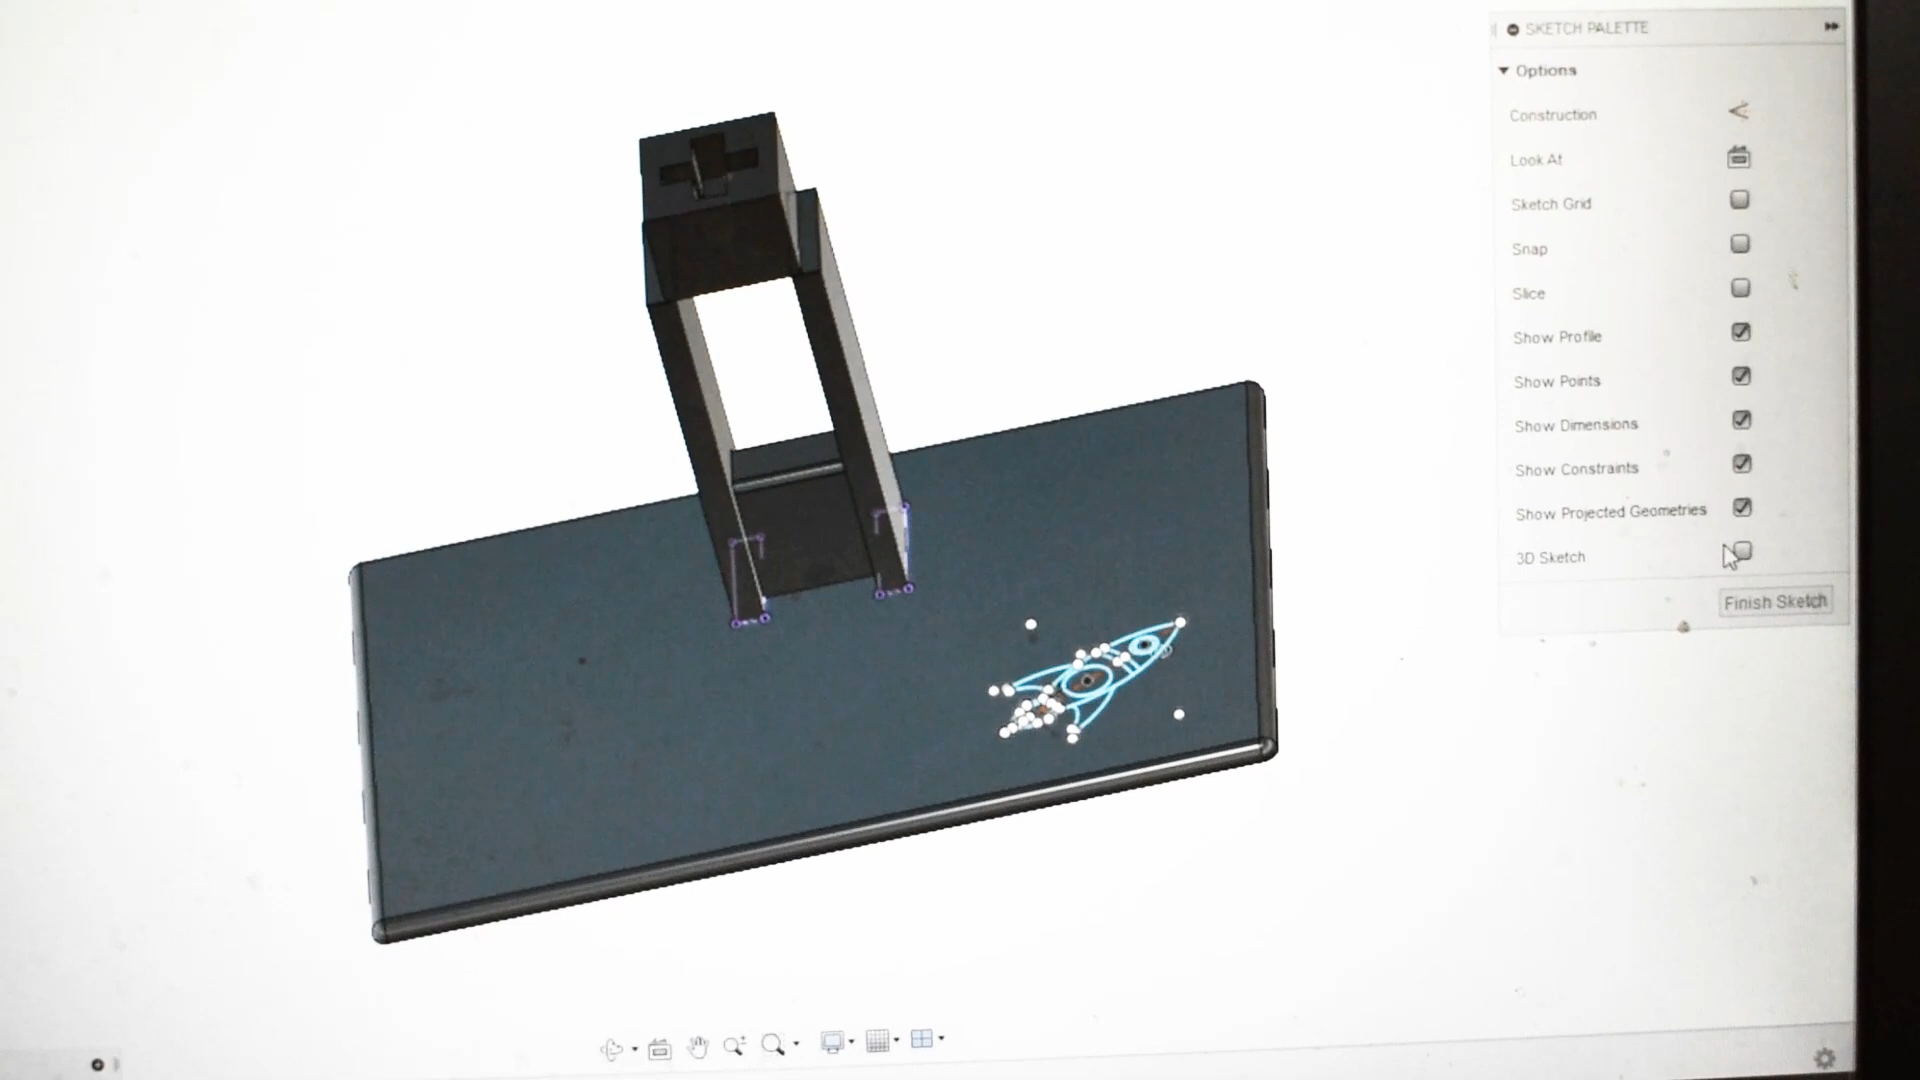 SKETCH PALETTE
Options
Construction
Look At
Sketch Grid
Snap
Slice
Show Profile
Show Points
Show Dimensions
Show Constraints
Show Projected Geometries
3D Sketch
Finish Sketch